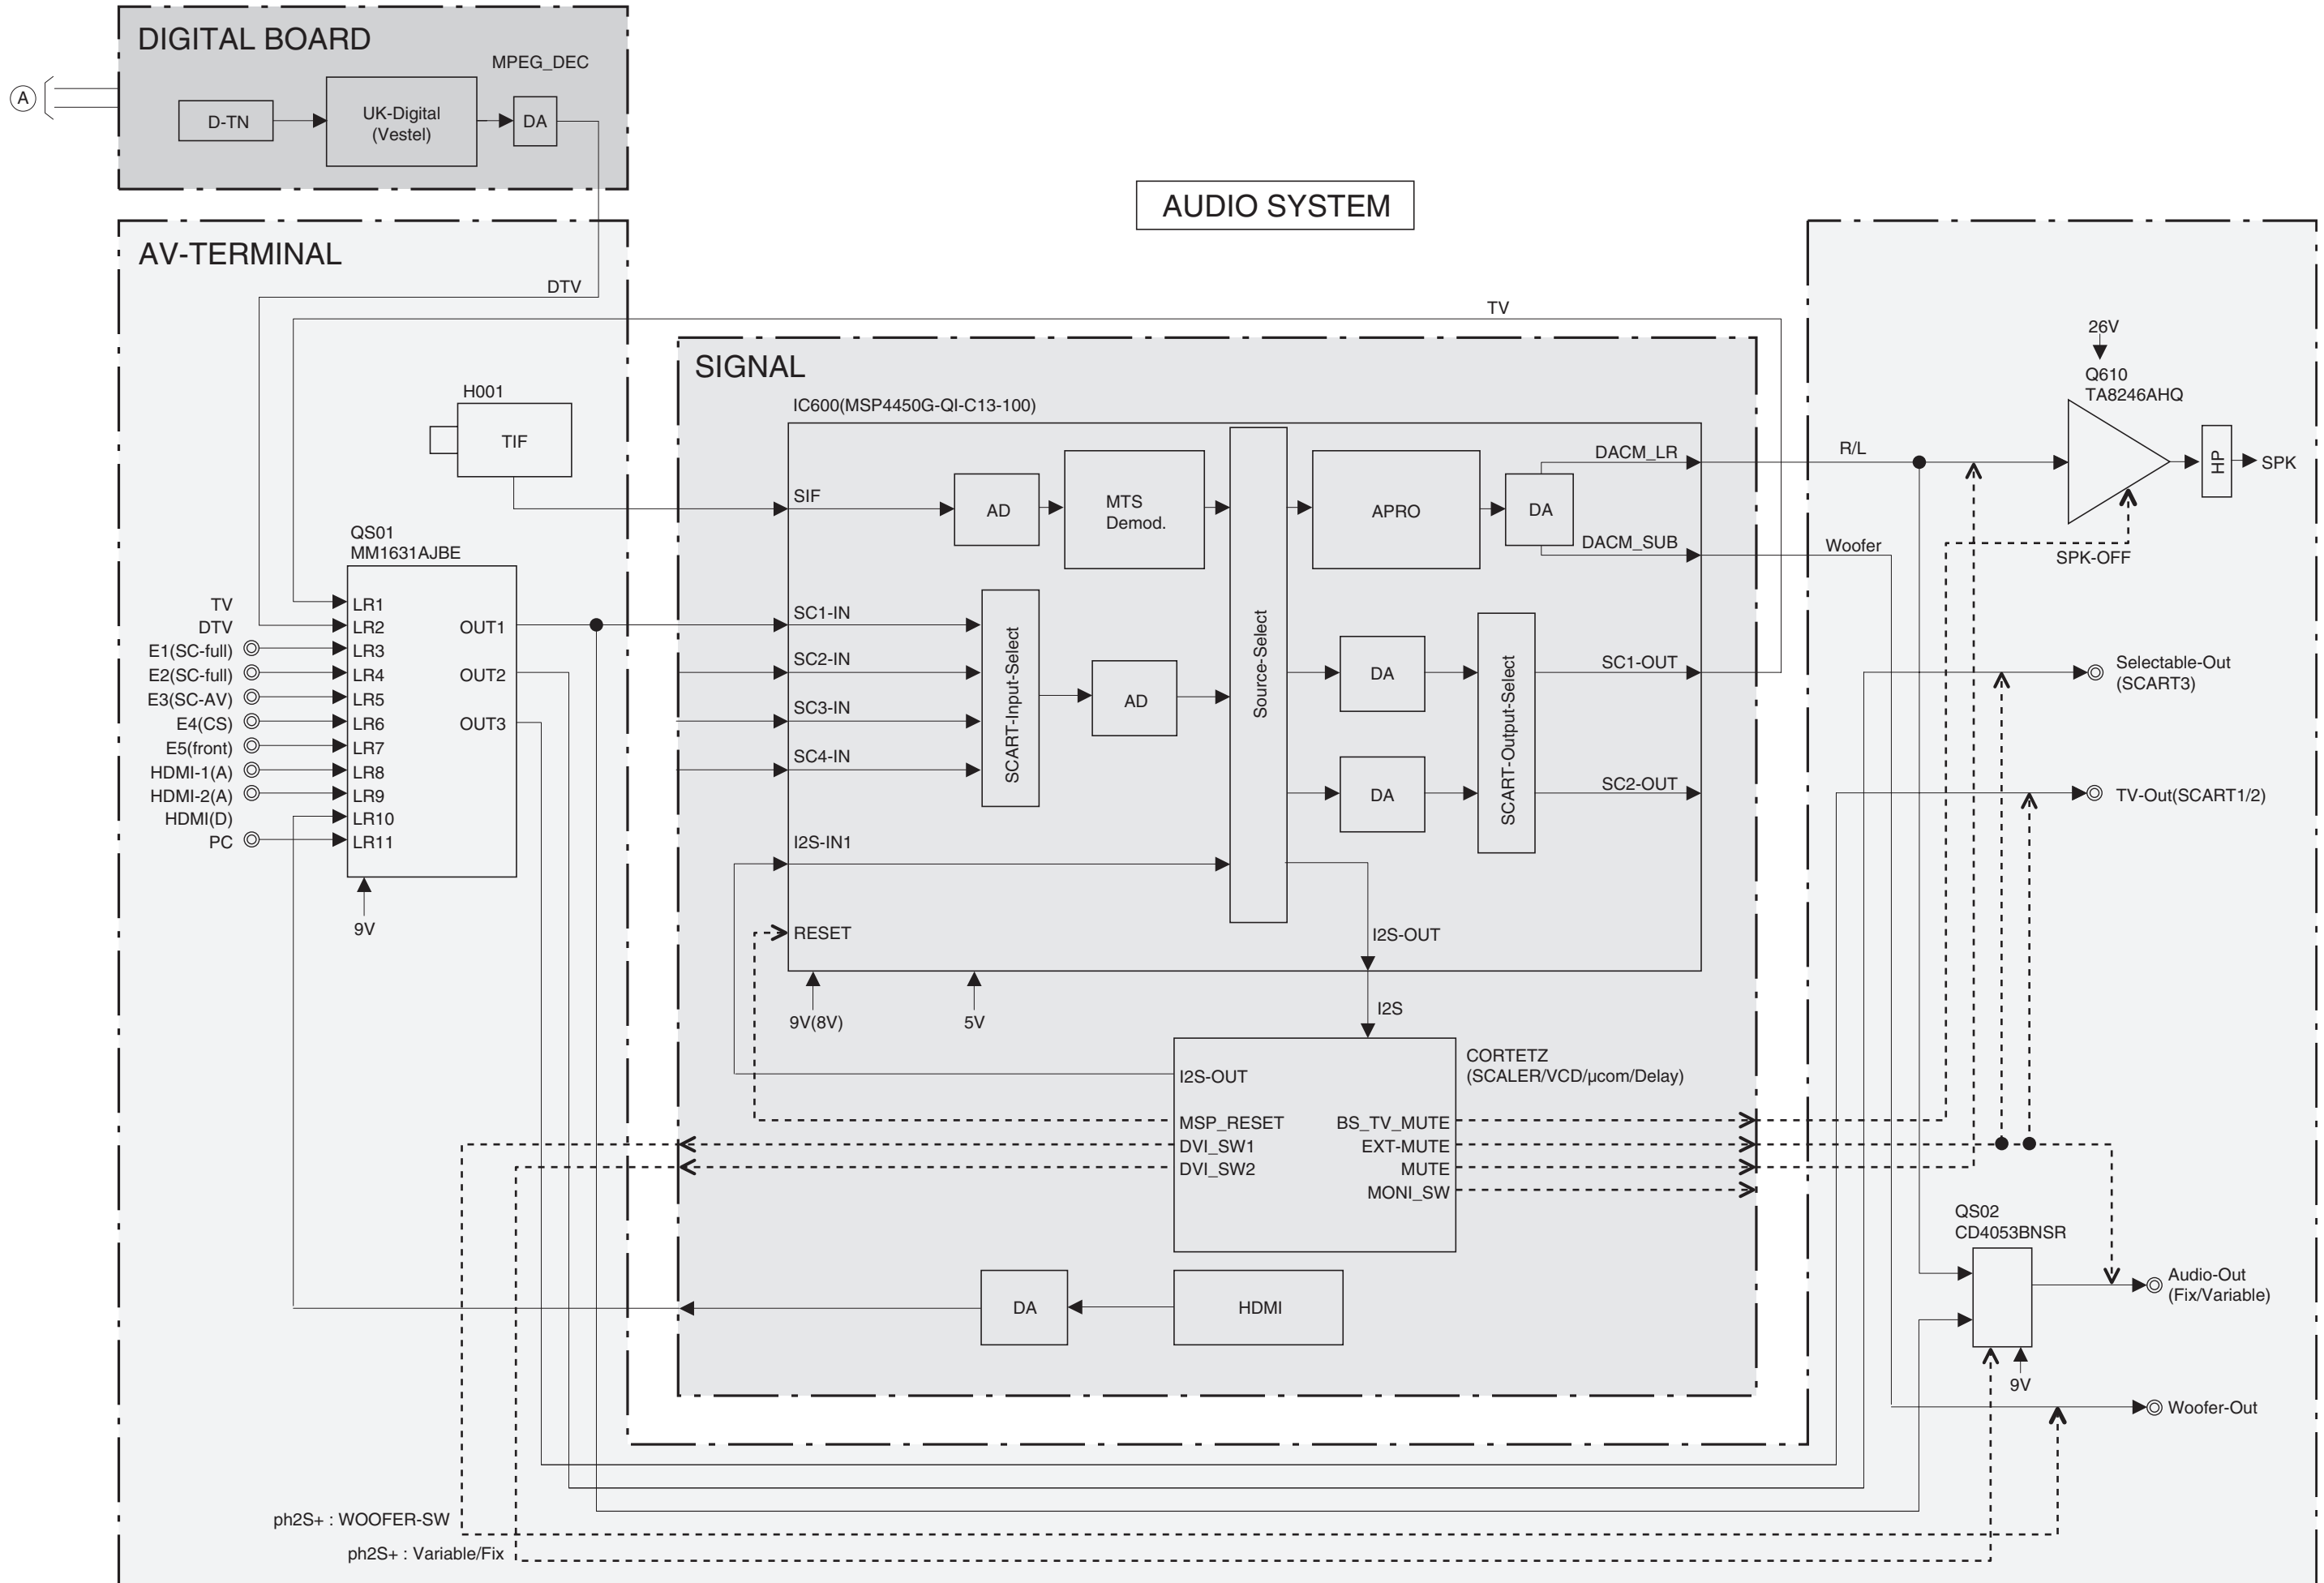 DIGITAL BOARD
MPEG_DEC
A
D-TN
UK-Digital
(Vestel)
DA
AUDIO SYSTEM
AV-TERMINAL
DTV
TV
H001
TIF
QS01
MM1631AJBE
TV
DTV
E1(SC-full)
E2(SC-full)
E3(SC-AV)
E4(CS)
E5(front)
HDMI-1(A)
HDMI-2(A)
HDMI(D)
PC
LR1
LR2
LR3
LR4
LR5
LR6
LR7
LR8
LR9
LR10
LR11
OUT1
OUT2
OUT3
9V
SIGNAL
IC600(MSP4450G-QI-C13-100)
SIF
AD
MTS
Demod.
APRO
DA
DACM_LR
DACM_SUB
SC1-IN
SC2-IN
SC3-IN
SC4-IN
SCART-Input-Select
AD
Source-Select
DA
DA
SCART-Output-Select
SC1-OUT
SC2-OUT
I2S-IN1
RESET
I2S-OUT
9V(8V)
5V
I2S
CORTETZ
(SCALER/VCD/μcom/Delay)
I2S-OUT
MSP_RESET
DVI_SW1
DVI_SW2
BS_TV_MUTE
EXT-MUTE
MUTE
MONI_SW
DA
HDMI
26V
Q610
TA8246AHQ
R/L
HP
SPK
Woofer
SPK-OFF
Selectable-Out
(SCART3)
TV-Out(SCART1/2)
QS02
CD4053BNSR
Audio-Out
(Fix/Variable)
9V
Woofer-Out
ph2S+ : WOOFER-SW
ph2S+ : Variable/Fix